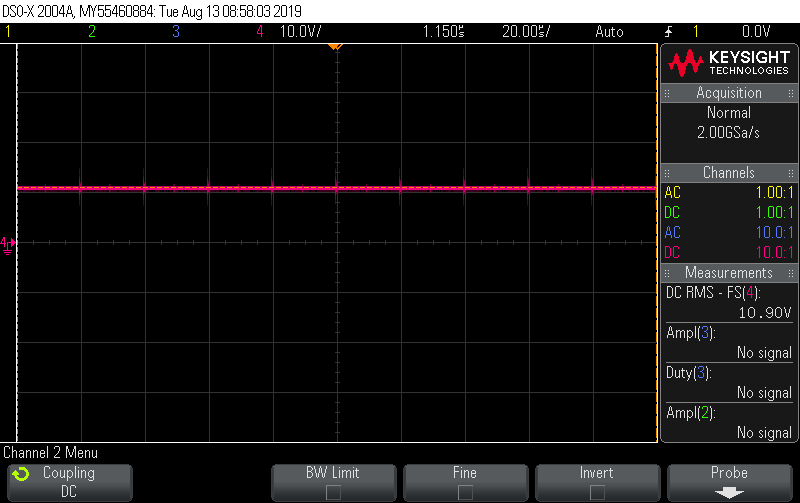 DSO-X 2004A, MY55460884: Tue Aug 13 08:58:03 2019
1 2 3 4 10.0V/ 1.150s 20.00s/ Auto 1 0.0V
KEYSIGHT
TECHNOLOGIES
Acquisition
Normal
2.00GSa/s
Channels
AC 1.00:1
DC 1.00:1
AC 10.0:1
DC 10.0:1
Measurements
DC RMS - FS(4):
10.90V
Ampl(3):
No signal
Duty(3):
No signal
Ampl(2):
No signal
4
Channel 2 Menu
Coupling
DC
BW Limit
Fine
Invert
Probe